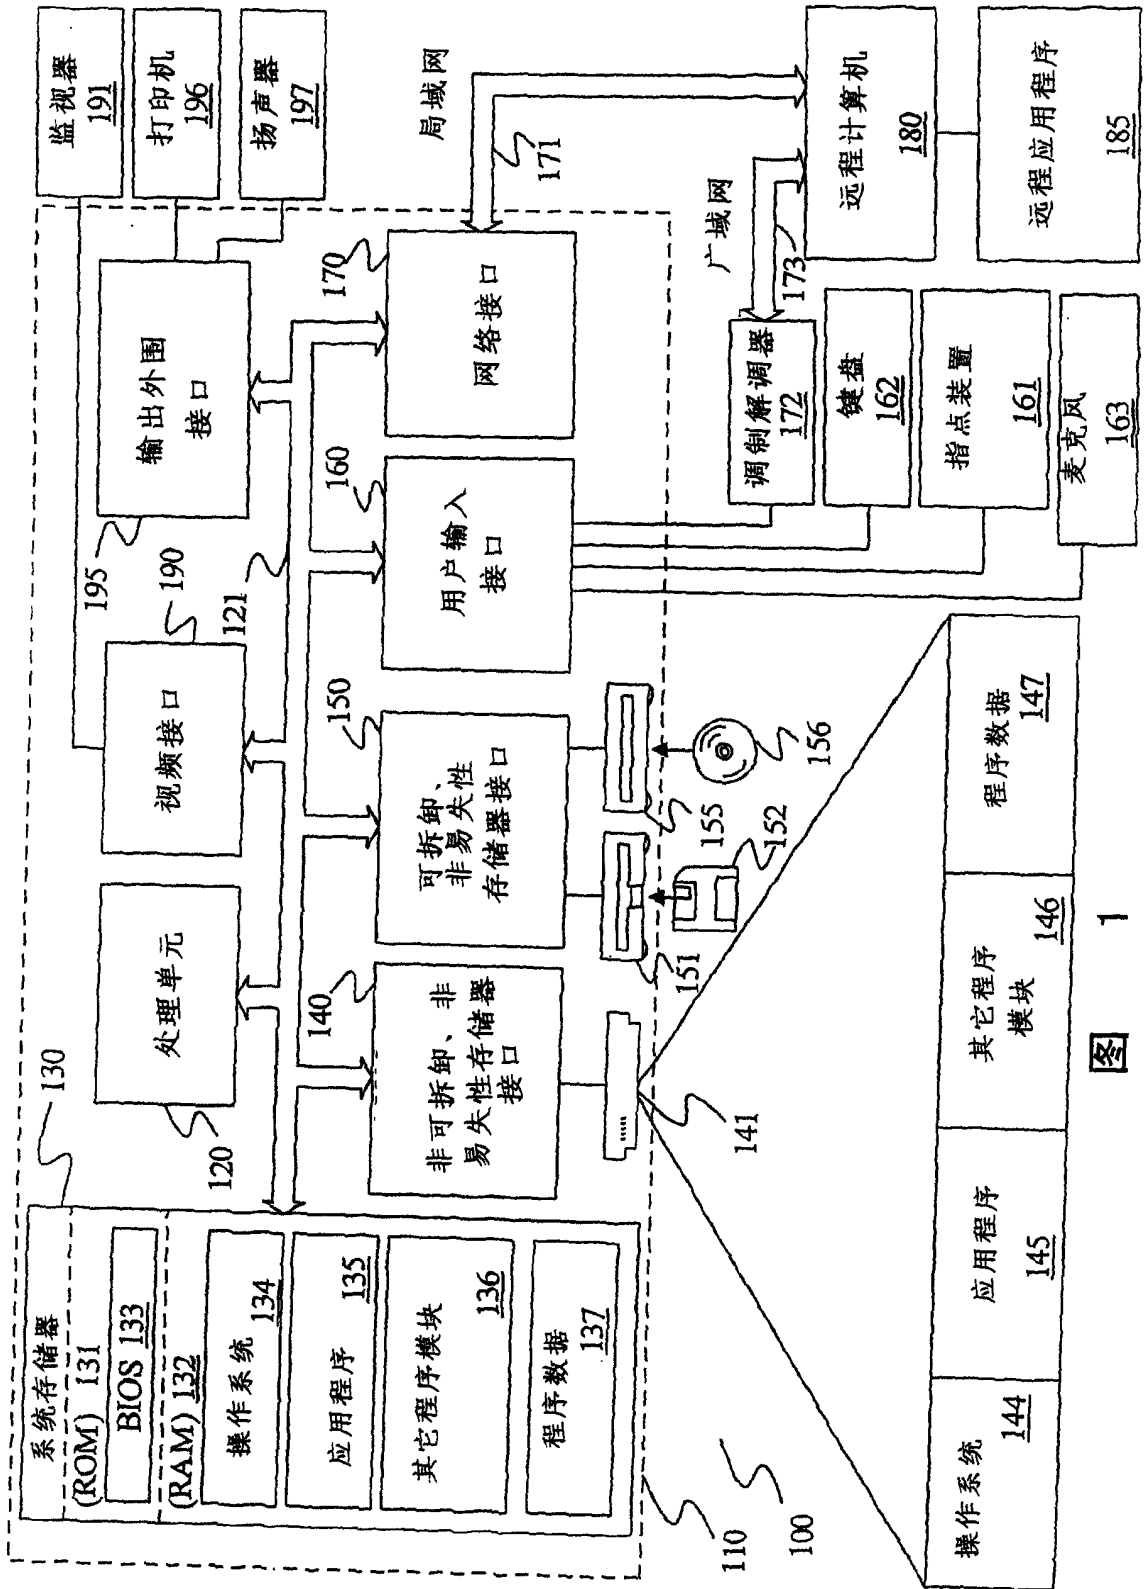 系统存储器
(ROM) 131
BIOS 133
(RAM) 132
操作系统
134
应用程序
135
其它程序模块
136
程序数据
137
130
处理单元
120
视频接口
190
121
输出外围
接口
195
监视器
191
打印机
196
扬声器
197
非可拆卸、非
易失性存储器
接口
140
可拆卸、
非易失性
存储器接口
150
用户输入
接口
160
网络接口
170
局域网
171
广域网
173
141
151
152
155
156
调制解调器
172
键盘
162
指点装置
161
麦克风
163
远程计算机
180
远程应用程序
185
110
100
操作系统
144
应用程序
145
其它程序
模块
146
程序数据
147
图 1